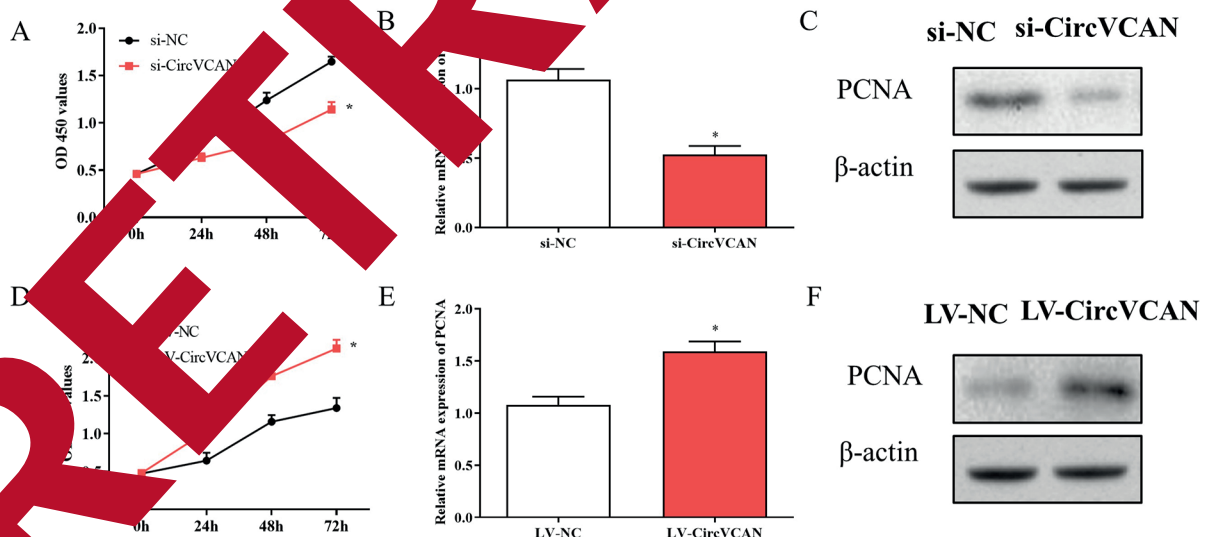 A
2.0
1.5
1.0
0.5
0.0
OD 450 values
si-NC
si-CircVCAN
*
0h 24h 48h
B
1.0
0.0
Relative
*
si-NC si-CircVCAN
C
si-NC si-CircVCAN
PCNA
β-actin
D
1.5
1.0
*
0h 24h 48h 72h
E
2.0
1.5
1.0
0.5
0.0
Relative mRNA expression of PCNA
*
LV-NC LV-CircVCAN
F
LV-NC LV-CircVCAN
PCNA
β-actin
RETR